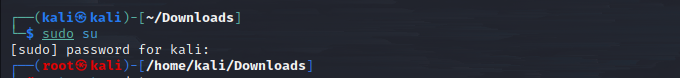 ┌──(kali㉿kali)-[~/Downloads]
└─$ sudo su
[sudo] password for kali:
┌──(root㉿kali)-[/home/kali/Downloads]